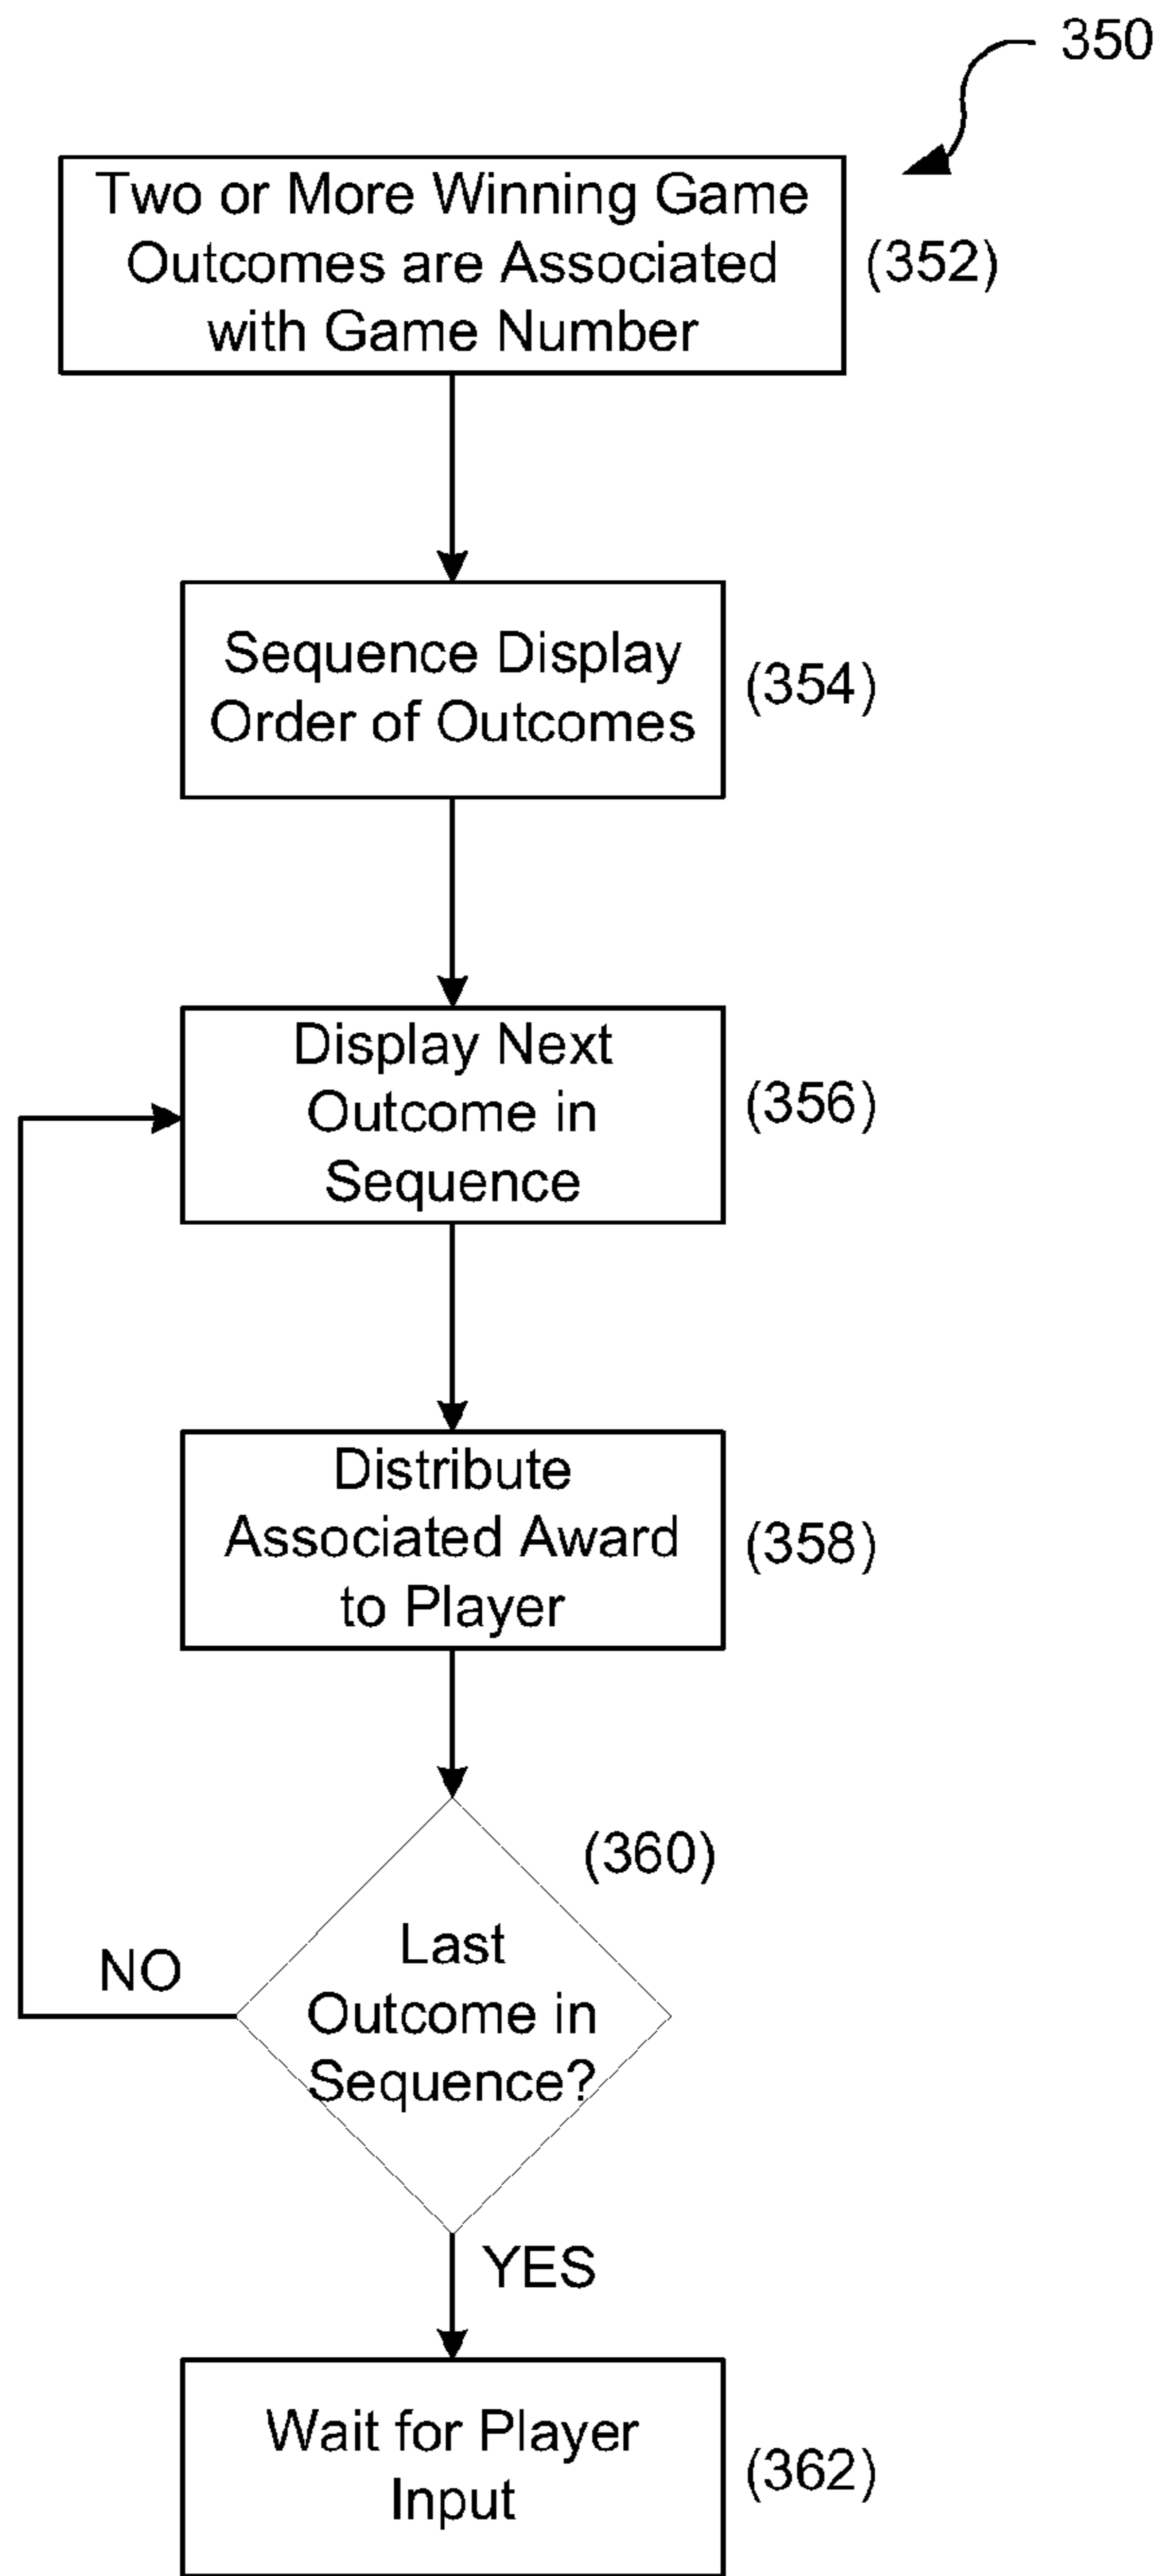 350
Two or More Winning Game
Outcomes are Associated
with Game Number
(352)
Sequence Display
Order of Outcomes
(354)
Display Next
Outcome in
Sequence
(356)
Distribute
Associated Award
to Player
(358)
(360)
Last
Outcome in
Sequence?
NO
YES
Wait for Player
Input
(362)